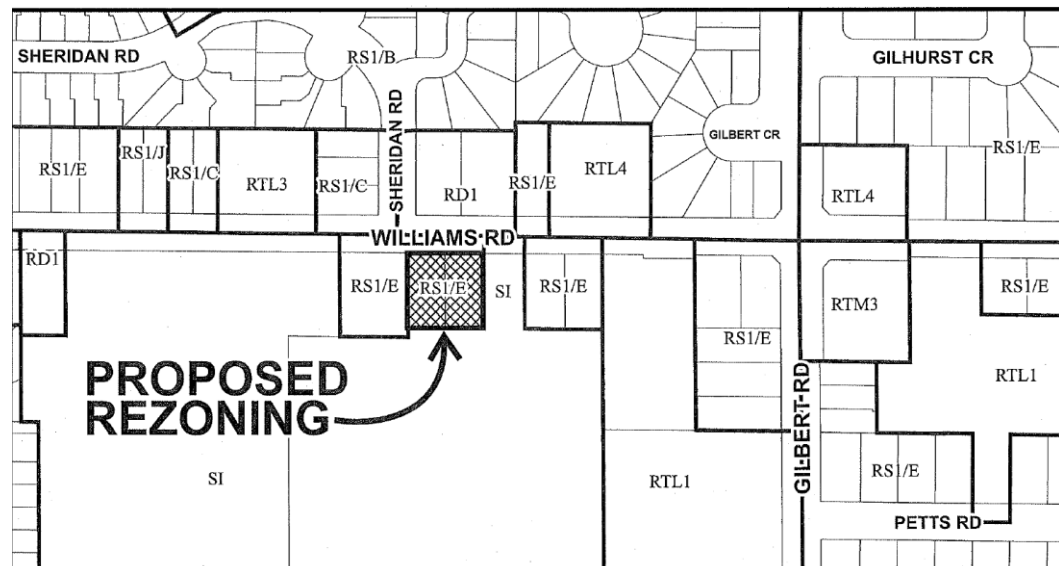 SHERIDAN RD
RS1/B
GILHURST CR
SHERIDAN RD
GILBERT CR
RS1/E
RS1/J
RS1/C
RTL3
RS1/C
RD1
RS1/E
RTL4
RTL4
RS1/E
WILLIAMS RD
RD1
RS1/E
RS1/E
SI
RS1/E
RS1/E
RTM3
RS1/E
RTL1
PROPOSED
REZONING
SI
RTL1
GILBERT RD
RS1/E
PETTS RD